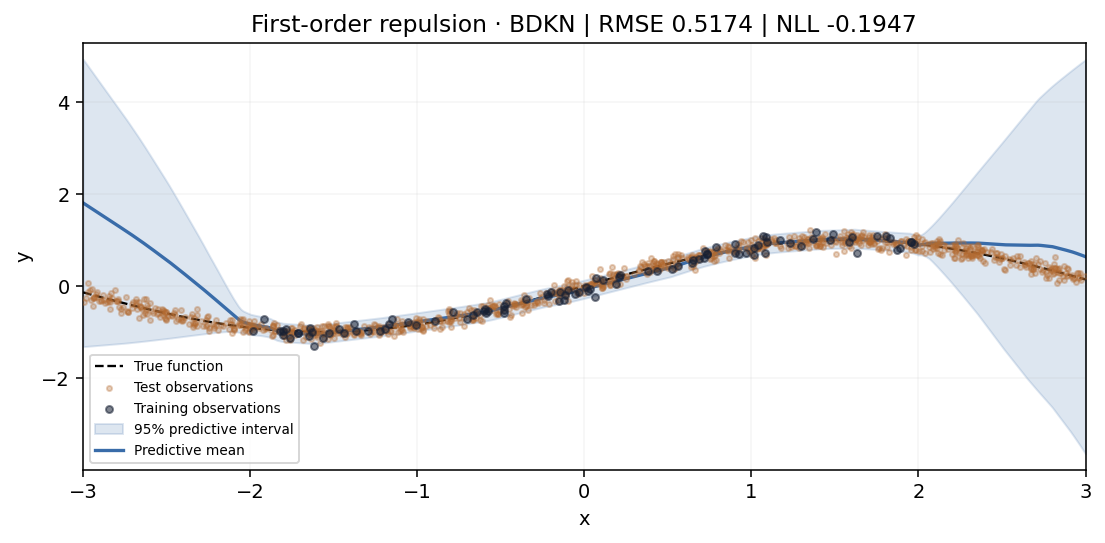 First-order repulsion · BDKN | RMSE 0.5174 | NLL -0.1947
y
4
2
0
−2
True function
Test observations
Training observations
95% predictive interval
Predictive mean
−3 −2 −1 0 1 2 3
x